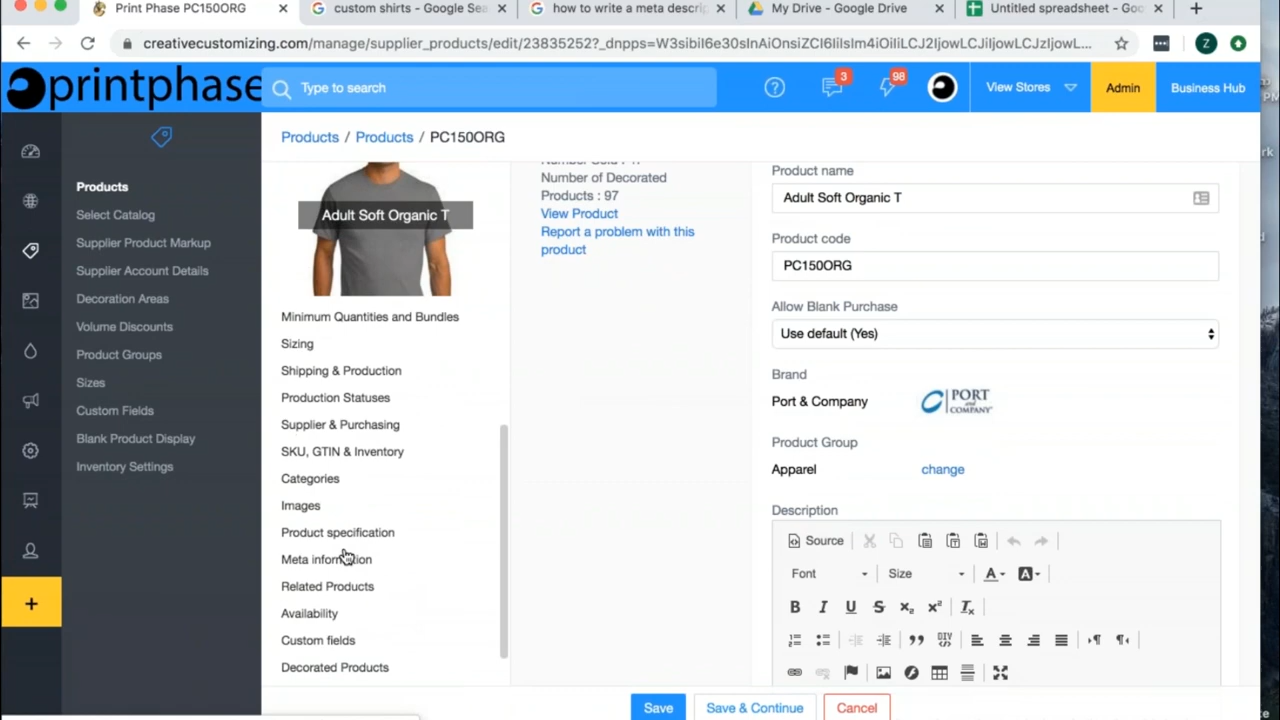 Print Phase PC150ORG
custom shirts - Google Sea
how to write a meta descrip
My Drive - Google Drive
Untitled spreadsheet - Goo
creativecustomizing.com/manage/supplier_products/edit/23835252?_dnpps=
Z
printphase
Type to search
3
98
View Stores
Admin
Business Hub
Products / Products / PC150ORG
Products
Select Catalog
Supplier Product Markup
Supplier Account Details
Decoration Areas
Volume Discounts
Product Groups
Sizes
Custom Fields
Blank Product Display
Inventory Settings
Adult Soft Organic T
Minimum Quantities and Bundles
Sizing
Shipping & Production
Production Statuses
Supplier & Purchasing
SKU, GTIN & Inventory
Categories
Images
Product specification
Meta information
Related Products
Availability
Custom fields
Decorated Products
Number of Decorated
Products : 97
View Product
Report a problem with this
product
Product name
Adult Soft Organic T
Product code
PC150ORG
Allow Blank Purchase
Use default (Yes)
Brand
Port & Company
PORT
and
COMPANY
Product Group
Apparel
change
Description
Source
Font
Size
Save
Save & Continue
Cancel